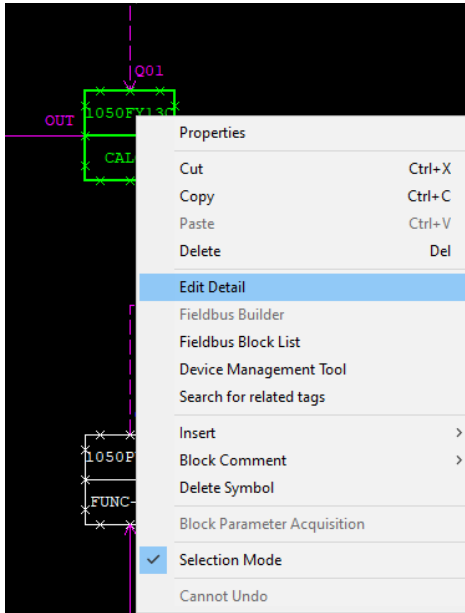 Q01
OUT
1050FY130
CAL
Properties
Cut Ctrl+X
Copy Ctrl+C
Paste Ctrl+V
Delete Del
Edit Detail
Fieldbus Builder
Fieldbus Block List
Device Management Tool
Search for related tags
Insert
Block Comment
Delete Symbol
Block Parameter Acquisition
Selection Mode
Cannot Undo
1050P
FUNC-